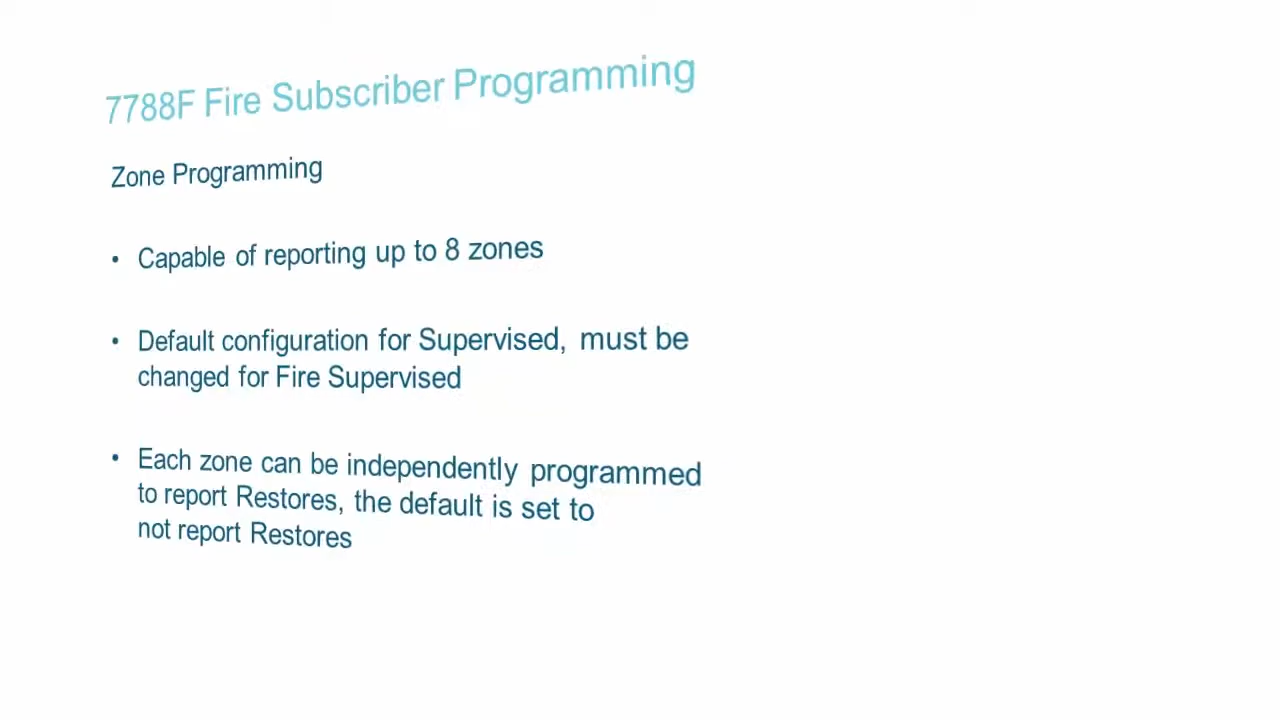 7788F Fire Subscriber Programming
Zone Programming
• Capable of reporting up to 8 zones
• Default configuration for Supervised, must be
changed for Fire Supervised
• Each zone can be independently programmed
to report Restores, the default is set to
not report Restores